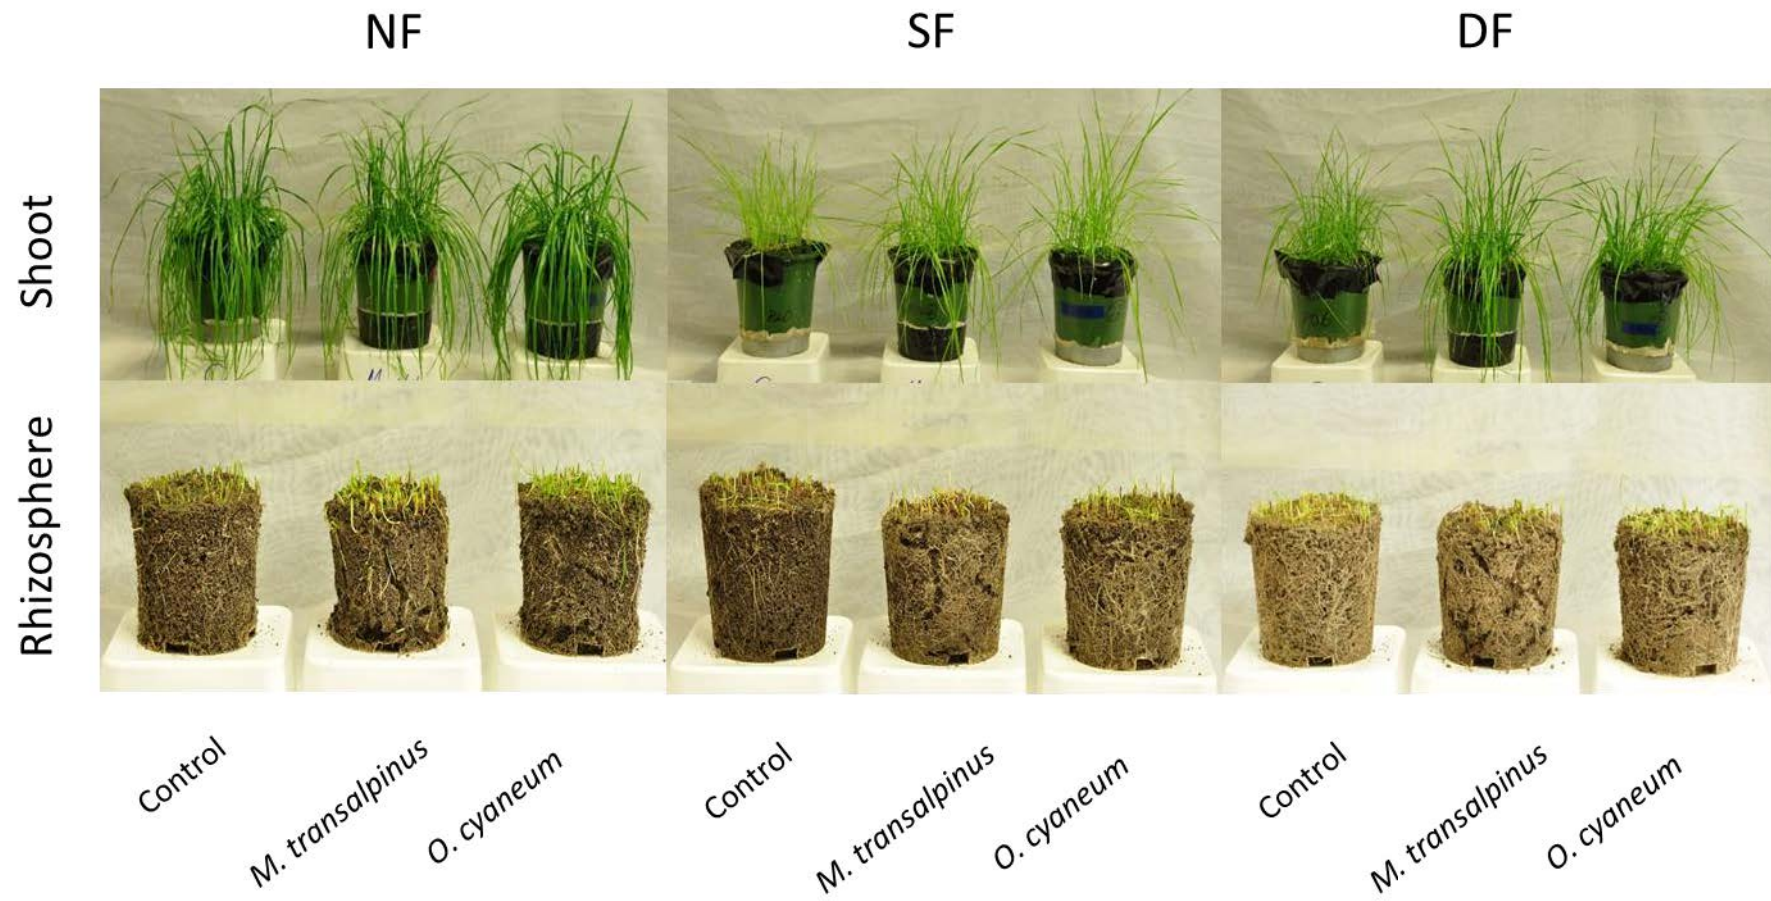 NF
SF
DF
Shoot
Rhizosphere
Control
M. transalpinus
O. cyaneum
Control
M. transalpinus
O. cyaneum
Control
M. transalpinus
O. cyaneum